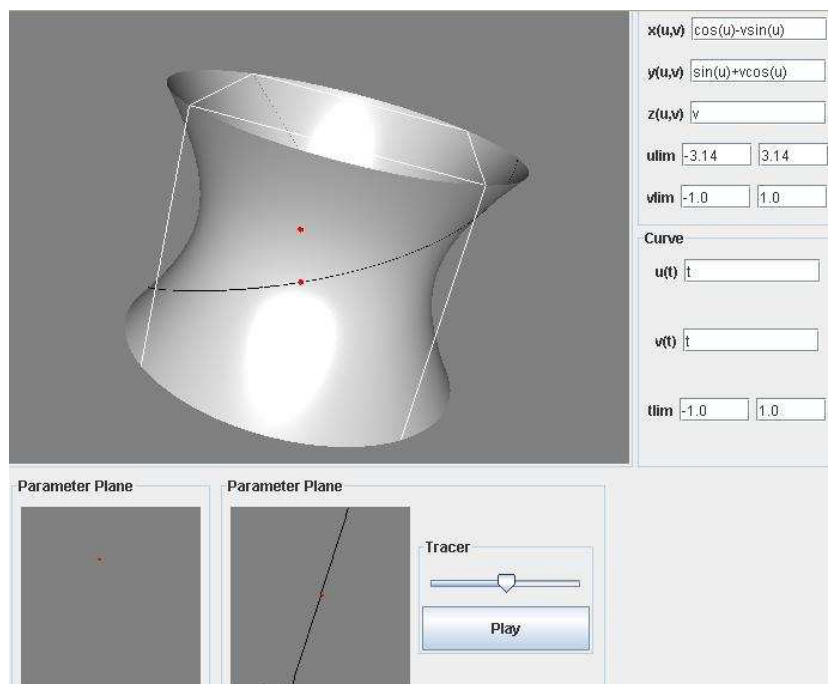 x(u,v) cos(u)-vsin(u)
y(u,v) sin(u)+vcos(u)
z(u,v) v
ulim -3.14 3.14
vlim -1.0 1.0
Curve
u(t) t
v(t) t
tlim -1.0 1.0
Parameter Plane
Parameter Plane
Tracer
Play